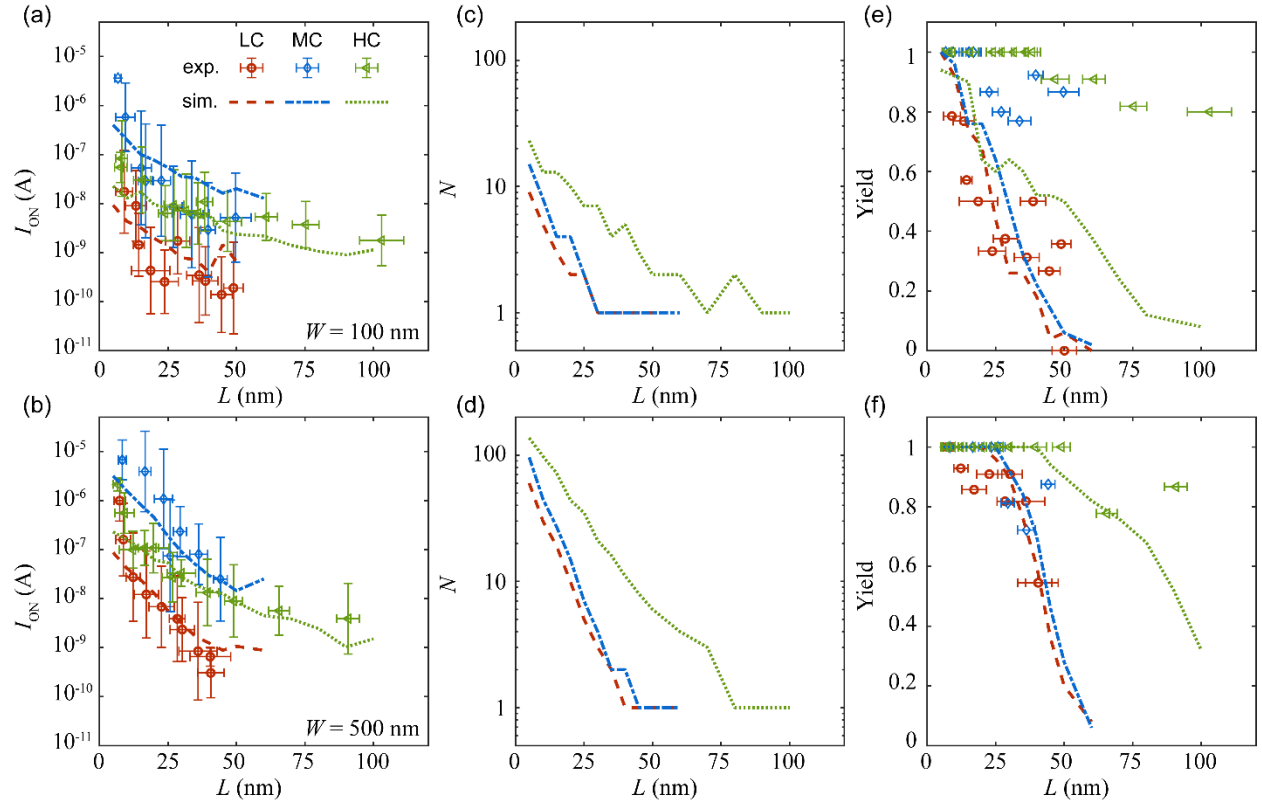 (a)
LC MC HC
exp.
sim.
10⁻⁵
10⁻⁶
10⁻⁷
10⁻⁸
10⁻⁹
10⁻¹⁰
10⁻¹¹
I_ON (A)
W = 100 nm
0 25 50 75 100
L (nm)
(c)
100
10
1
N
0 25 50 75 100
L (nm)
(e)
1
0.8
0.6
0.4
0.2
0
Yield
0 25 50 75 100
L (nm)
(b)
10⁻⁵
10⁻⁶
10⁻⁷
10⁻⁸
10⁻⁹
10⁻¹⁰
10⁻¹¹
I_ON (A)
W = 500 nm
0 25 50 75 100
L (nm)
(d)
100
10
1
N
0 25 50 75 100
L (nm)
(f)
1
0.8
0.6
0.4
0.2
0
Yield
0 25 50 75 100
L (nm)